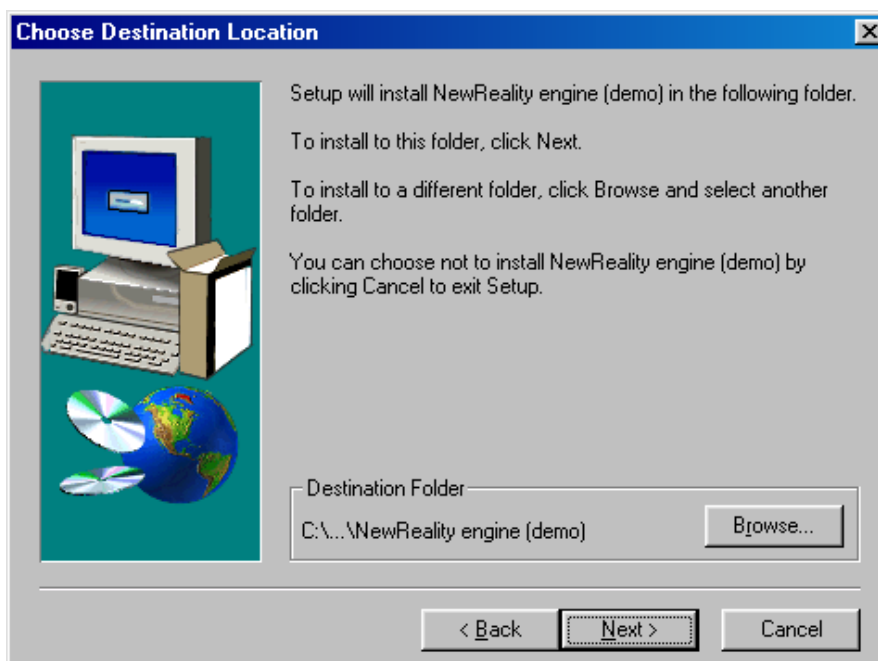 Choose Destination Location
Setup will install NewReality engine (demo) in the following folder.
To install to this folder, click Next.
To install to a different folder, click Browse and select another
folder.
You can choose not to install NewReality engine (demo) by
clicking Cancel to exit Setup.
Destination Folder
C:\...\NewReality engine (demo)
Browse...
< Back
Next >
Cancel